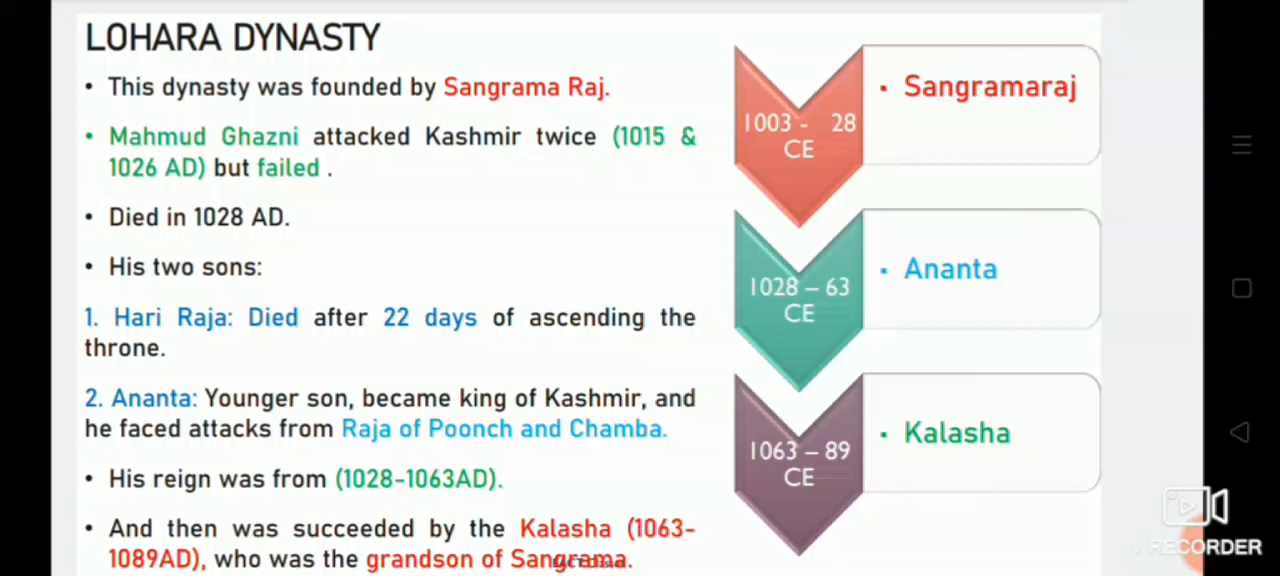 LOHARA DYNASTY
• This dynasty was founded by Sangrama Raj.
• Mahmud Ghazni attacked Kashmir twice (1015 &
1026 AD) but failed .
• Died in 1028 AD.
• His two sons:
1. Hari Raja: Died after 22 days of ascending the
throne.
2. Ananta: Younger son, became king of Kashmir, and
he faced attacks from Raja of Poonch and Chamba.
• His reign was from (1028-1063AD).
• And then was succeeded by the Kalasha (1063-
1089AD), who was the grandson of Sangrama.
1003 - 28
CE
• Sangramaraj
1028 – 63
CE
• Ananta
1063 – 89
CE
• Kalasha
RECORDER